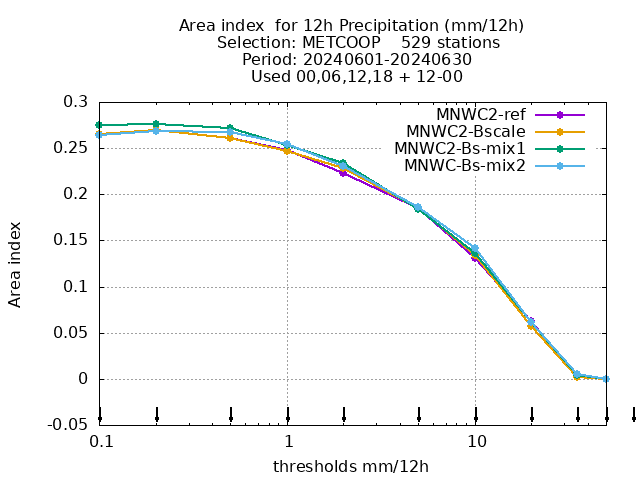 Area index  for 12h Precipitation (mm/12h)
Selection: METCOOP    529 stations
Period: 20240601-20240630
Used 00,06,12,18 + 12-00
MNWC2-ref
MNWC2-Bscale
MNWC2-Bs-mix1
MNWC-Bs-mix2
0.3
0.25
0.2
0.15
0.1
0.05
0
-0.05
Area index
0.1 1 10
thresholds mm/12h